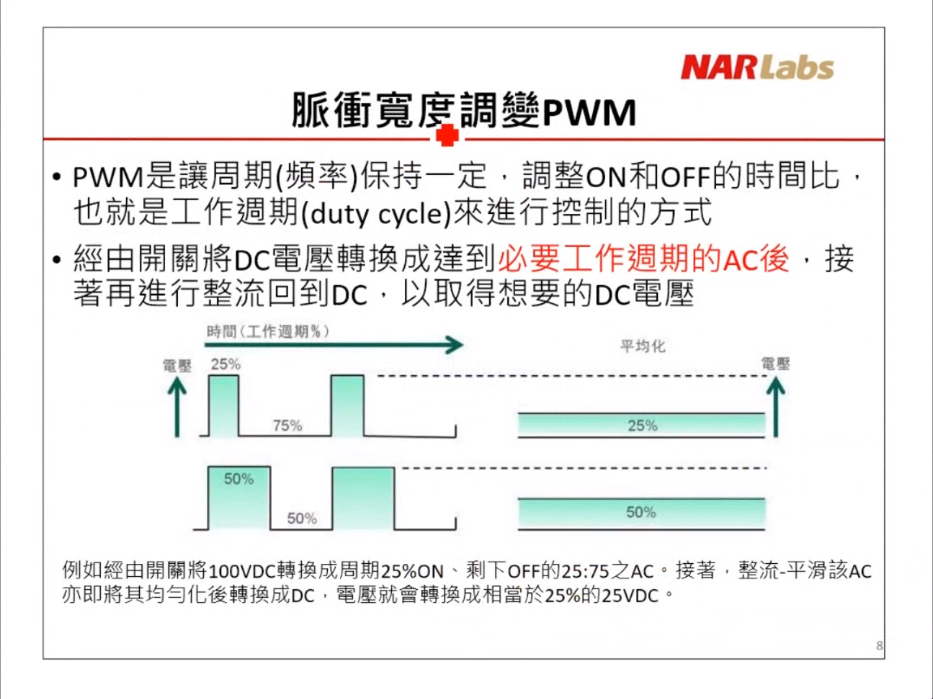 NARLabs
脈衝寬度調變PWM
• PWM是讓周期(頻率)保持一定，調整ON和OFF的時間比，
也就是工作週期(duty cycle)來進行控制的方式
• 經由開關將DC電壓轉換成達到必要工作週期的AC後，接
著再進行整流回到DC，以取得想要的DC電壓
時間(工作週期%)
平均化
電壓
25%
電壓
75%
25%
50%
50%
50%
例如經由開關將100VDC轉換成周期25%ON、剩下OFF的25:75之AC。接著，整流-平滑該AC
亦即將其均勻化後轉換成DC，電壓就會轉換成相當於25%的25VDC。
8